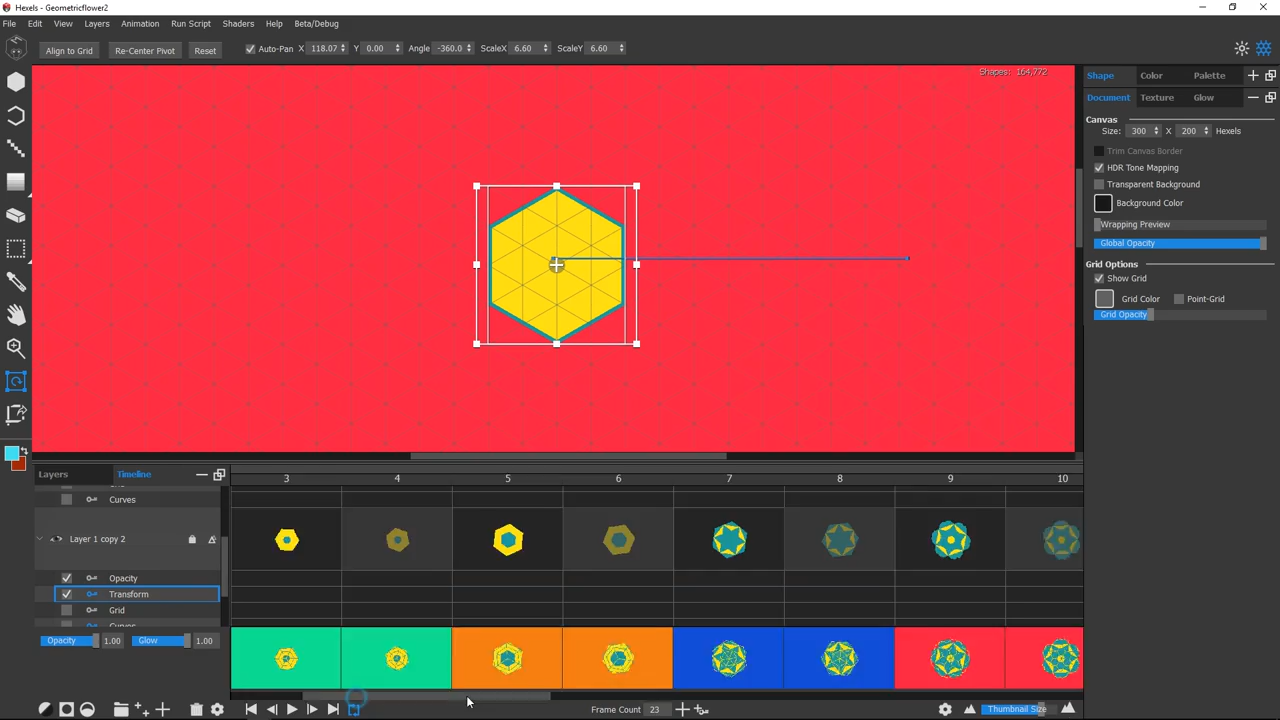 Hexels - Geometricflower2
File Edit View Layers Animation Run Script Shaders Help Beta/Debug
Align to Grid Re-Center Pivot Reset Auto-Pan X 118.07 Y 0.00 Angle -360.0 ScaleX 6.60 ScaleY 6.60
Shapes: 164,772
Shape Color Palette
Document Texture Glow
Canvas
Size: 300 X 200 Hexels
Trim Canvas Border
HDR Tone Mapping
Transparent Background
Background Color
Wrapping Preview
Global Opacity
Grid Options
Show Grid
Grid Color Point-Grid
Grid Opacity
Layers Timeline
3 4 5 6 7 8 9 10
Curves
Layer 1 copy 2
Opacity
Transform
Grid
Curves
Opacity 1.00 Glow 1.00
Frame Count 23 Thumbnail Size